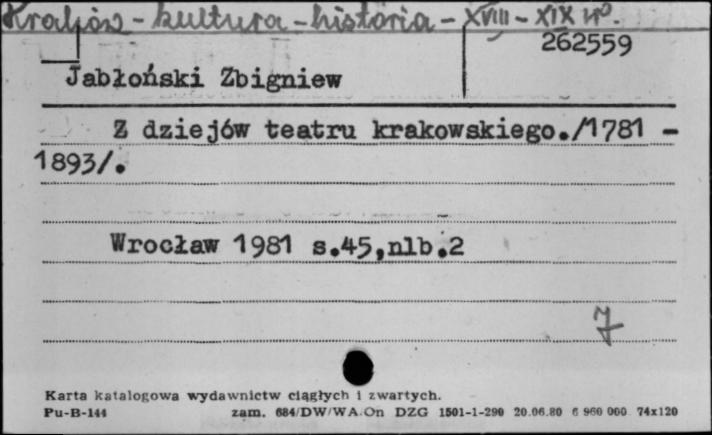 Kraków - kultura - historia - XVIII - XIX w.
262559
Jabłoński Zbigniew
Z dziejów teatru krakowskiego./1781 -
1893/.
Wrocław 1981 s.45,nlb.2
7
Karta katalogowa wydawnictw ciągłych i zwartych.
Pu-B-144 zam. 684/DW/WA.On DZG 1501-1-290 20.06.80 6 960 000 74x120